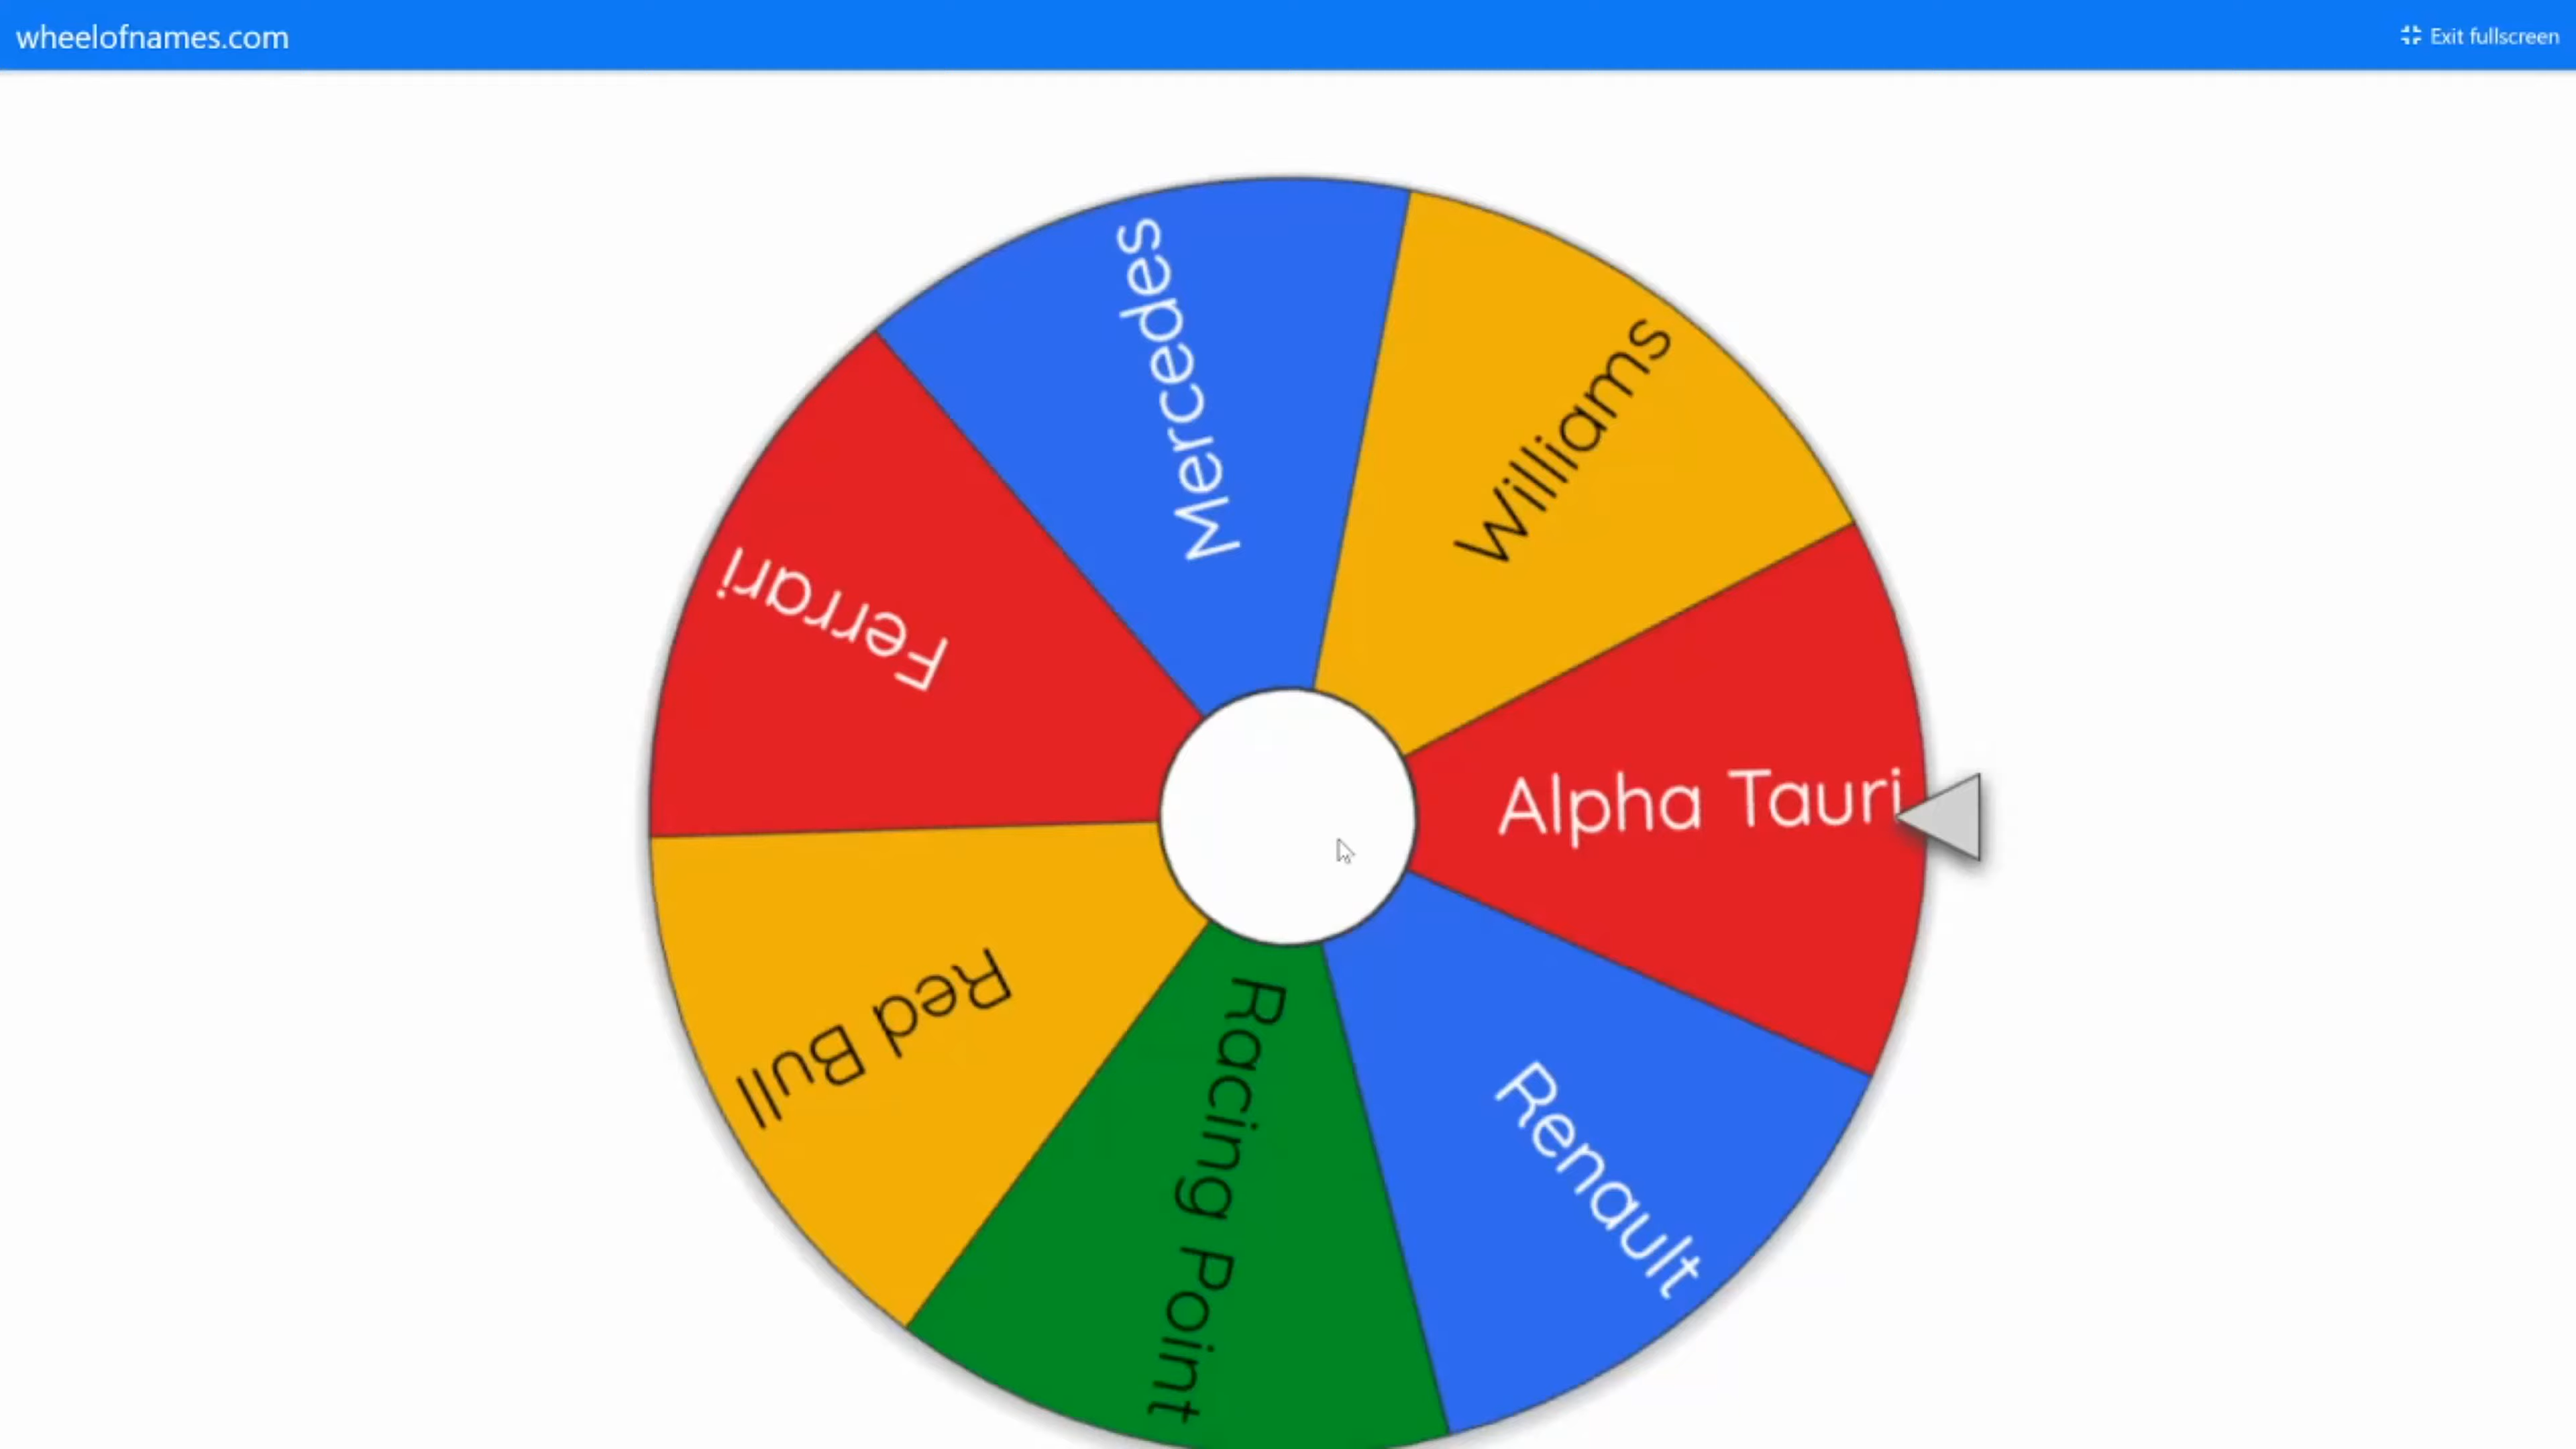 wheelofnames.com
Exit fullscreen
Mercedes
Williams
Alpha Tauri
Renault
Racing Point
Red Bull
Ferrari